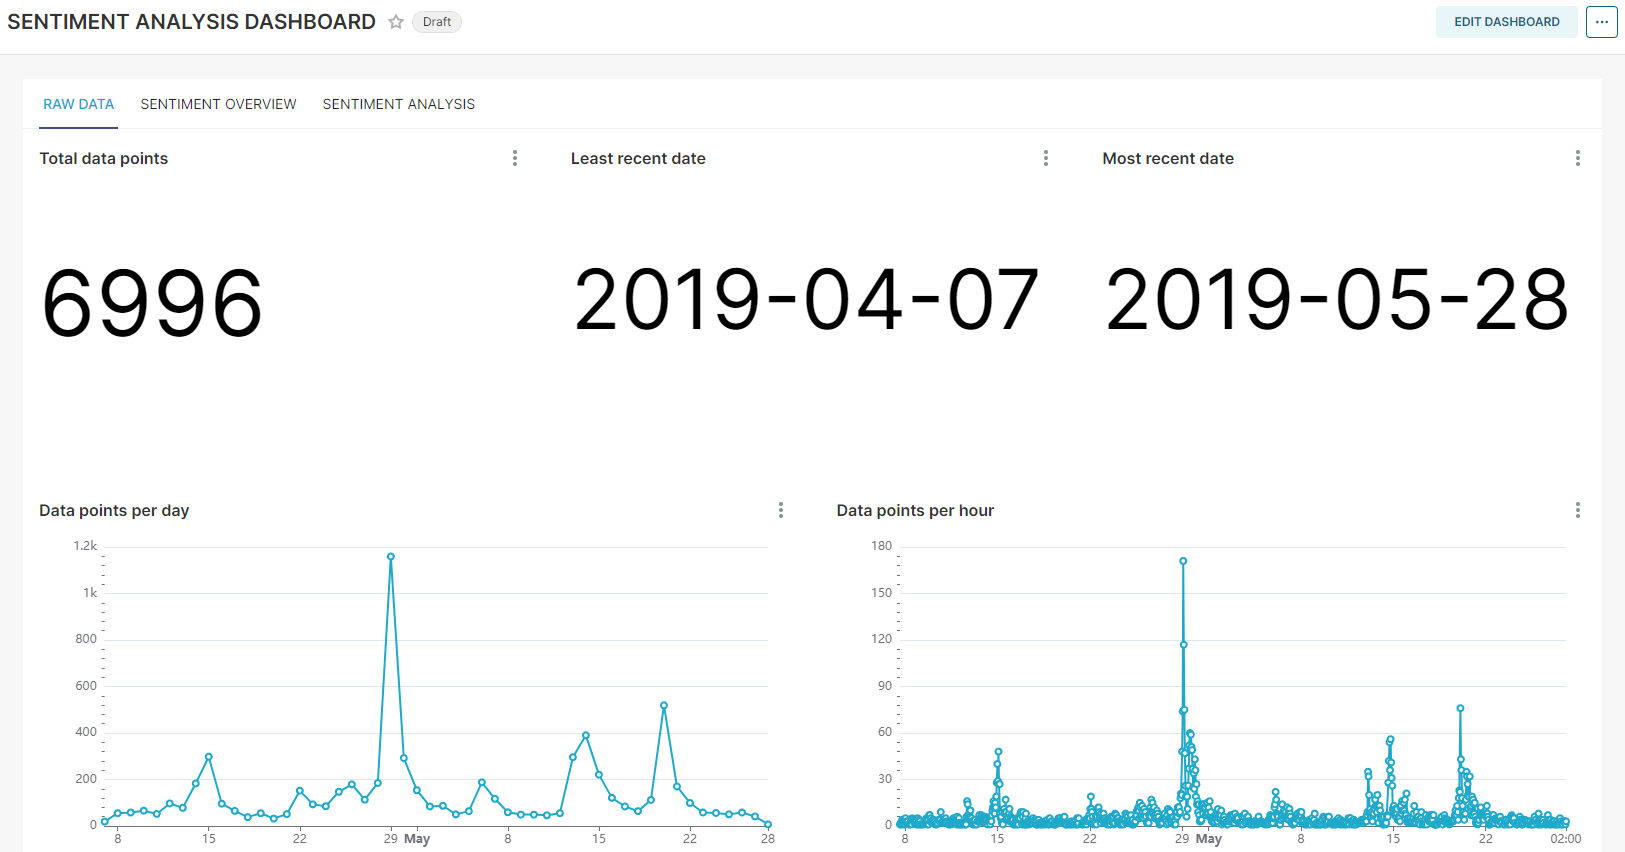 SENTIMENT ANALYSIS DASHBOARD Draft EDIT DASHBOARD ...
RAW DATA SENTIMENT OVERVIEW SENTIMENT ANALYSIS
Total data points
6996
Least recent date
2019-04-07
Most recent date
2019-05-28
Data points per day
1.2k
1k
800
600
400
200
0
8 15 22 29 May 8 15 22 28
Data points per hour
180
150
120
90
60
30
0
8 15 22 29 May 8 15 22 02:00